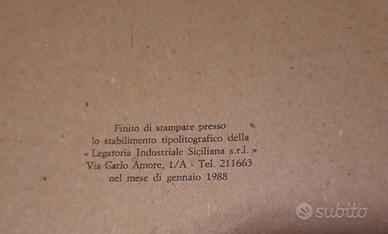 Finito di stampare presso
lo stabilimento tipolitografico della
« Legatoria Industriale Siciliana s.r.l. »
Via Carlo Amore, 1/A - Tel. 211663
nel mese di gennaio 1988
subito